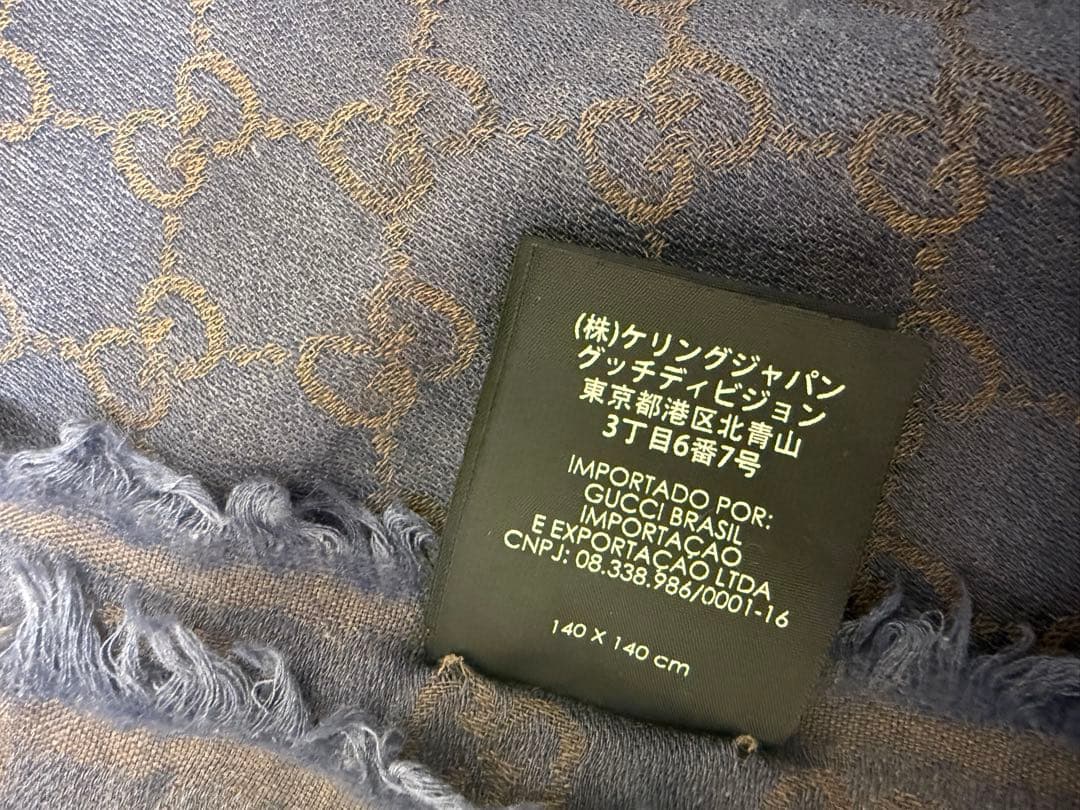 (株)ケリングジャパン
グッチディビジョン
東京都港区北青山
3丁目6番7号
IMPORTADO POR:
GUCCI BRASIL
IMPORTAÇAO
E EXPORTAÇAO LTDA
CNPJ: 08.338.986/0001-16
140 X 140 cm